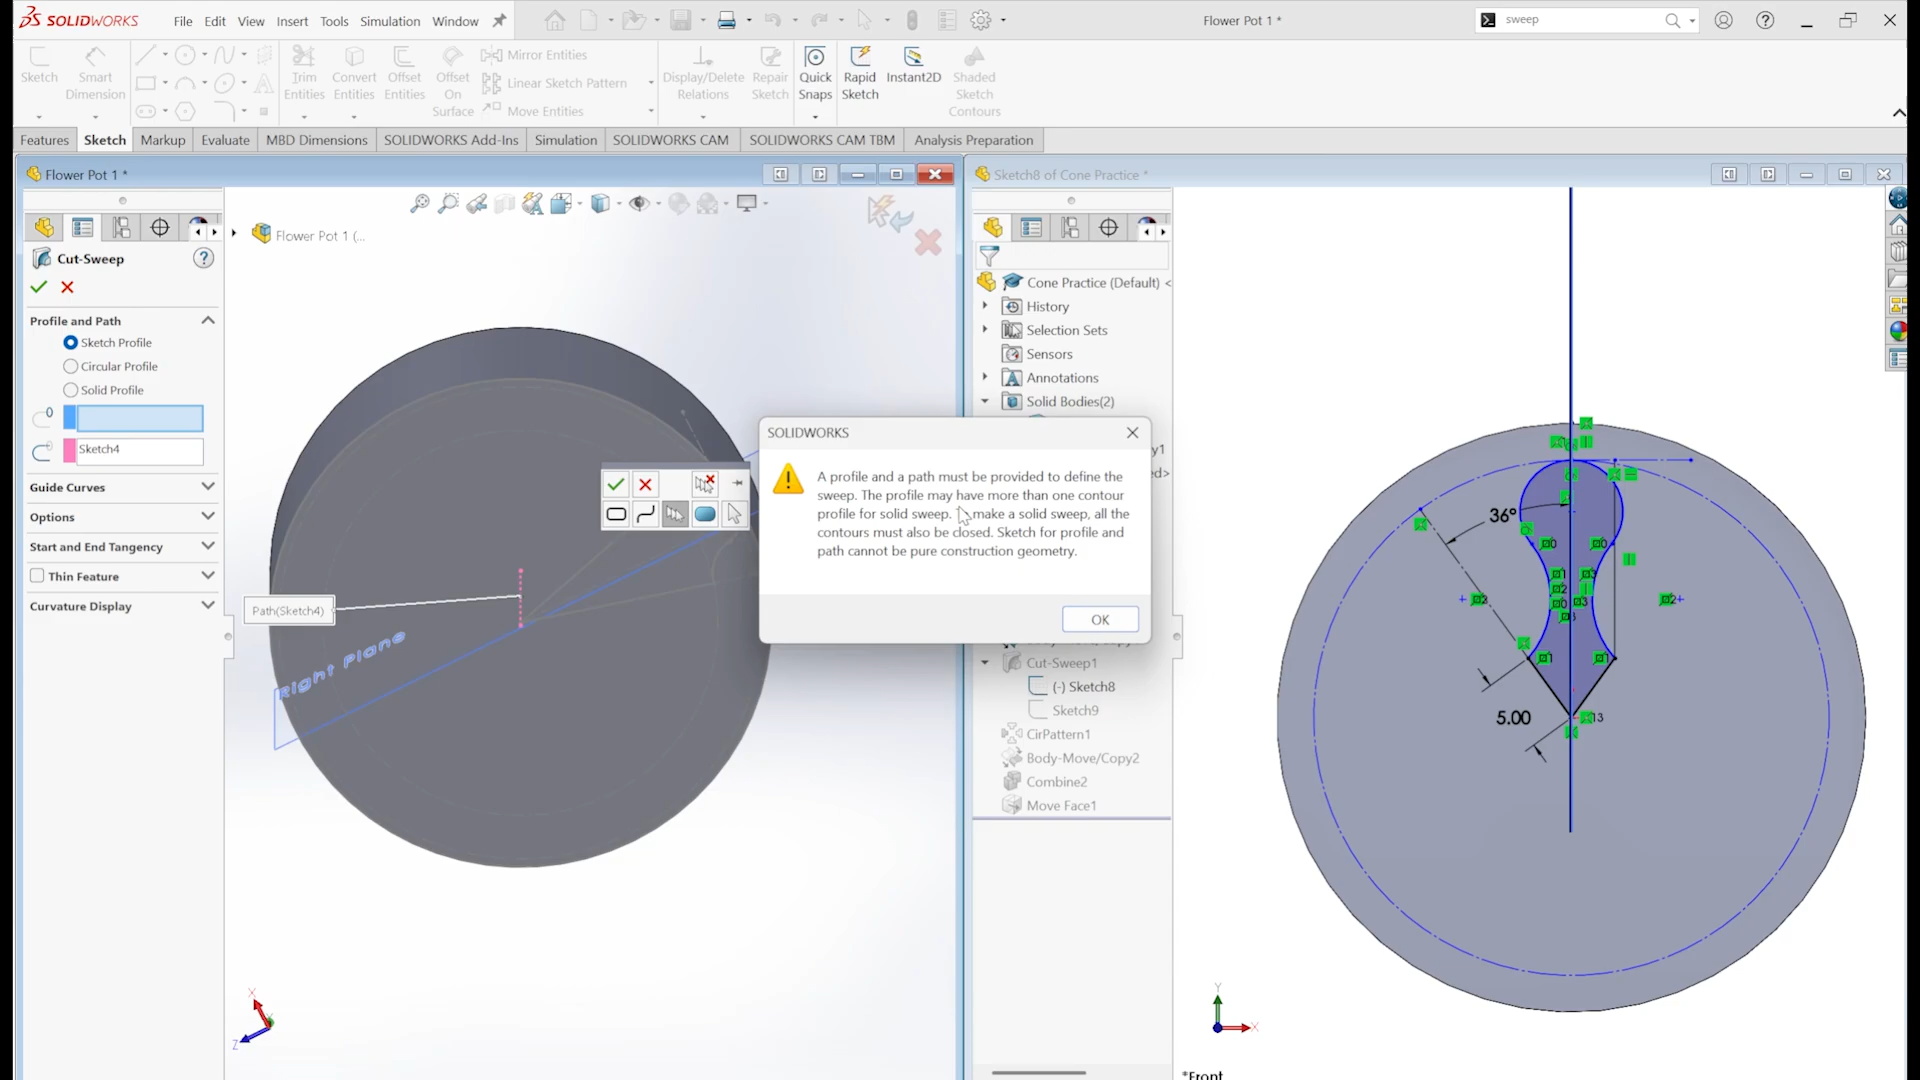 SOLIDWORKS File Edit View Insert Tools Simulation Window Flower Pot 1 * sweep
Sketch Smart Dimension Trim Entities Convert Entities Offset Entities Offset On Surface Mirror Entities Linear Sketch Pattern Move Entities Display/Delete Relations Repair Sketch Quick Snaps Rapid Sketch Instant2D Shaded Sketch Contours
Features Sketch Markup Evaluate MBD Dimensions SOLIDWORKS Add-Ins Simulation SOLIDWORKS CAM SOLIDWORKS CAM TBM Analysis Preparation
Flower Pot 1 *
Flower Pot 1 (...
Cut-Sweep
Profile and Path
Sketch Profile
Circular Profile
Solid Profile
Sketch4
Guide Curves
Options
Start and End Tangency
Thin Feature
Curvature Display
Path(Sketch4)
Right Plane
X
Z
SOLIDWORKS
A profile and a path must be provided to define the
sweep. The profile may have more than one contour
profile for solid sweep. make a solid sweep, all the
contours must also be closed. Sketch for profile and
path cannot be pure construction geometry.
OK
Sketch8 of Cone Practice *
Cone Practice (Default) <
History
Selection Sets
Sensors
Annotations
Solid Bodies(2)
y1
ed>
Cut-Sweep1
(-) Sketch8
Sketch9
CirPattern1
Body-Move/Copy2
Combine2
Move Face1
36°
5.00
13
Y
X
*Front